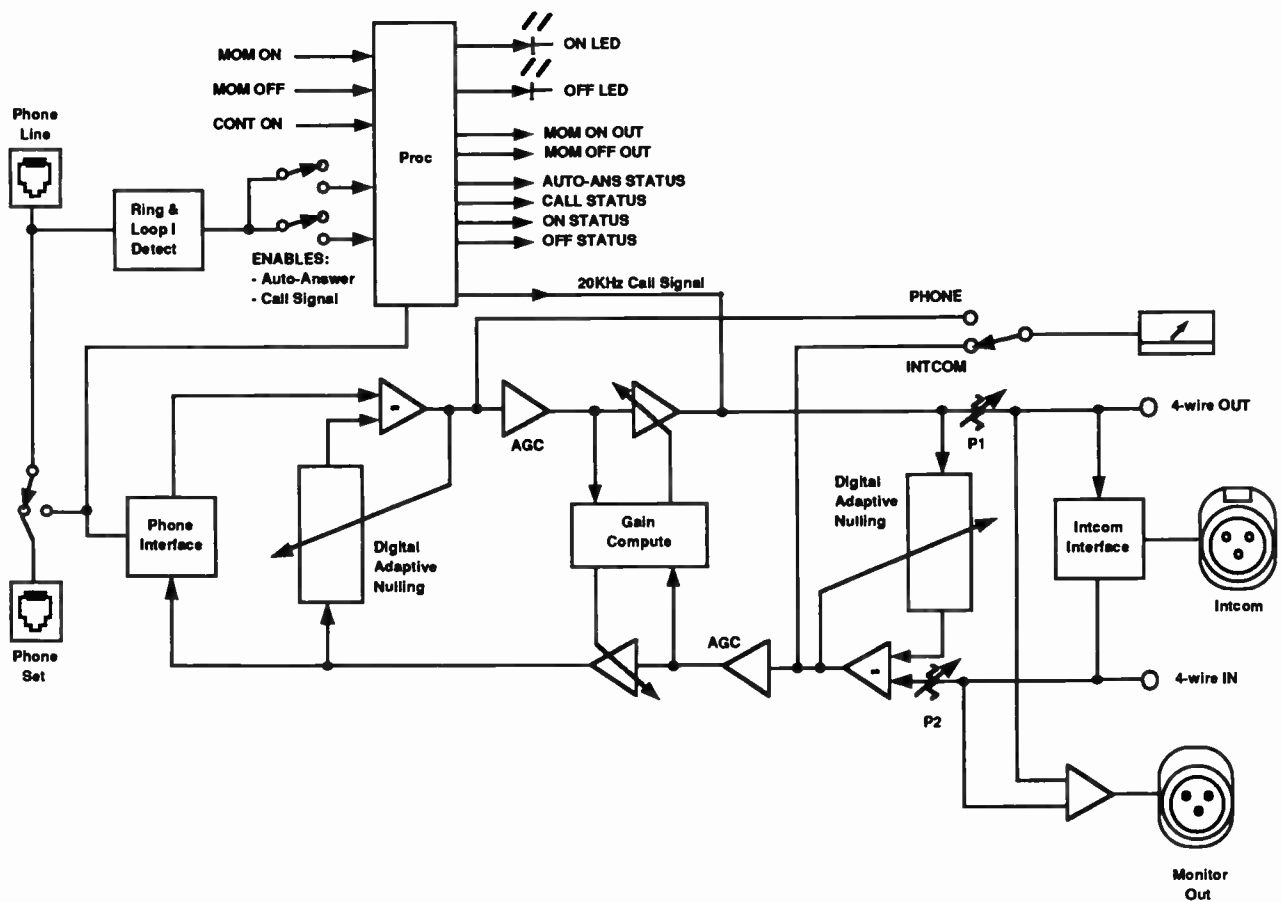 MOM ON
MOM OFF
CONT ON
Proc
ON LED
OFF LED
MOM ON OUT
MOM OFF OUT
AUTO-ANS STATUS
CALL STATUS
ON STATUS
OFF STATUS
Phone
Line
Ring &
Loop I
Detect
ENABLES:
- Auto-Answer
- Call Signal
20KHz Call Signal
PHONE
INTCOM
-
AGC
P1
4-wire OUT
Phone
Interface
Digital
Adaptive
Nulling
Gain
Compute
Digital
Adaptive
Nulling
Intcom
Interface
Intcom
Phone
Set
AGC
-
P2
4-wire IN
Monitor
Out